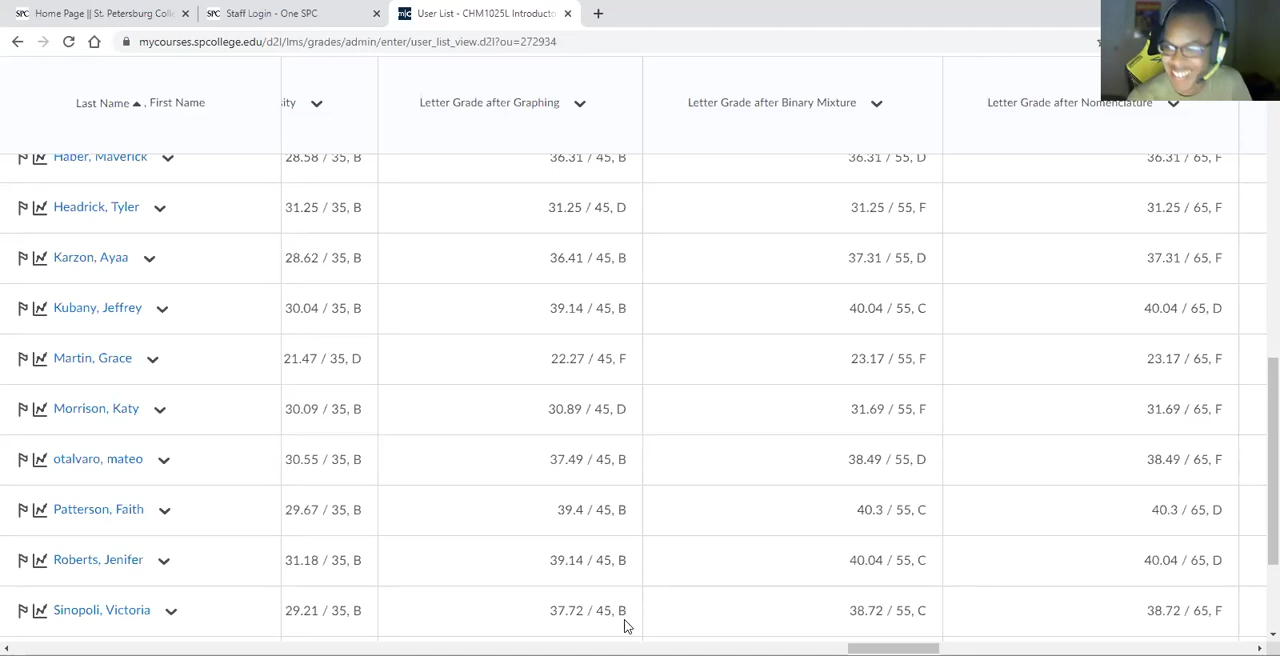 Home Page || St. Petersburg Colle
Staff Login - One SPC
User List - CHM1025L Introducto
mycourses.spcollege.edu/d2l/lms/grades/admin/enter/user_list_view.d2l?ou=272934
Last Name , First Name
sity
Letter Grade after Graphing
Letter Grade after Binary Mixture
Letter Grade after Nomenclature
Haber, Maverick 28.58 / 35, B 36.31 / 45, B 36.31 / 55, D 36.31 / 65, F
Headrick, Tyler 31.25 / 35, B 31.25 / 45, D 31.25 / 55, F 31.25 / 65, F
Karzon, Ayaa 28.62 / 35, B 36.41 / 45, B 37.31 / 55, D 37.31 / 65, F
Kubany, Jeffrey 30.04 / 35, B 39.14 / 45, B 40.04 / 55, C 40.04 / 65, D
Martin, Grace 21.47 / 35, D 22.27 / 45, F 23.17 / 55, F 23.17 / 65, F
Morrison, Katy 30.09 / 35, B 30.89 / 45, D 31.69 / 55, F 31.69 / 65, F
otalvaro, mateo 30.55 / 35, B 37.49 / 45, B 38.49 / 55, D 38.49 / 65, F
Patterson, Faith 29.67 / 35, B 39.4 / 45, B 40.3 / 55, C 40.3 / 65, D
Roberts, Jenifer 31.18 / 35, B 39.14 / 45, B 40.04 / 55, C 40.04 / 65, D
Sinopoli, Victoria 29.21 / 35, B 37.72 / 45, B 38.72 / 55, C 38.72 / 65, F